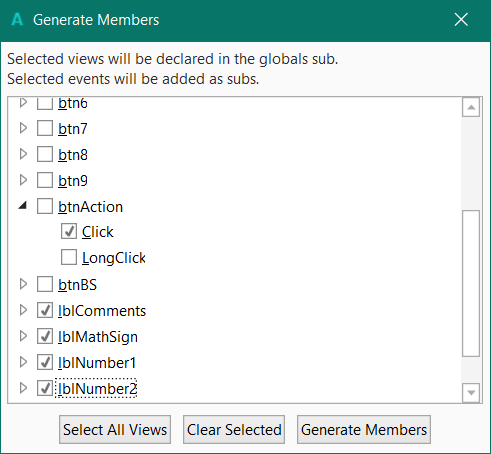 A Generate Members
Selected views will be declared in the globals sub.
Selected events will be added as subs.
btn6
btn7
btn8
btn9
btnAction
Click
LongClick
btnBS
lblComments
lblMathSign
lblNumber1
lblNumber2
Select All Views Clear Selected Generate Members